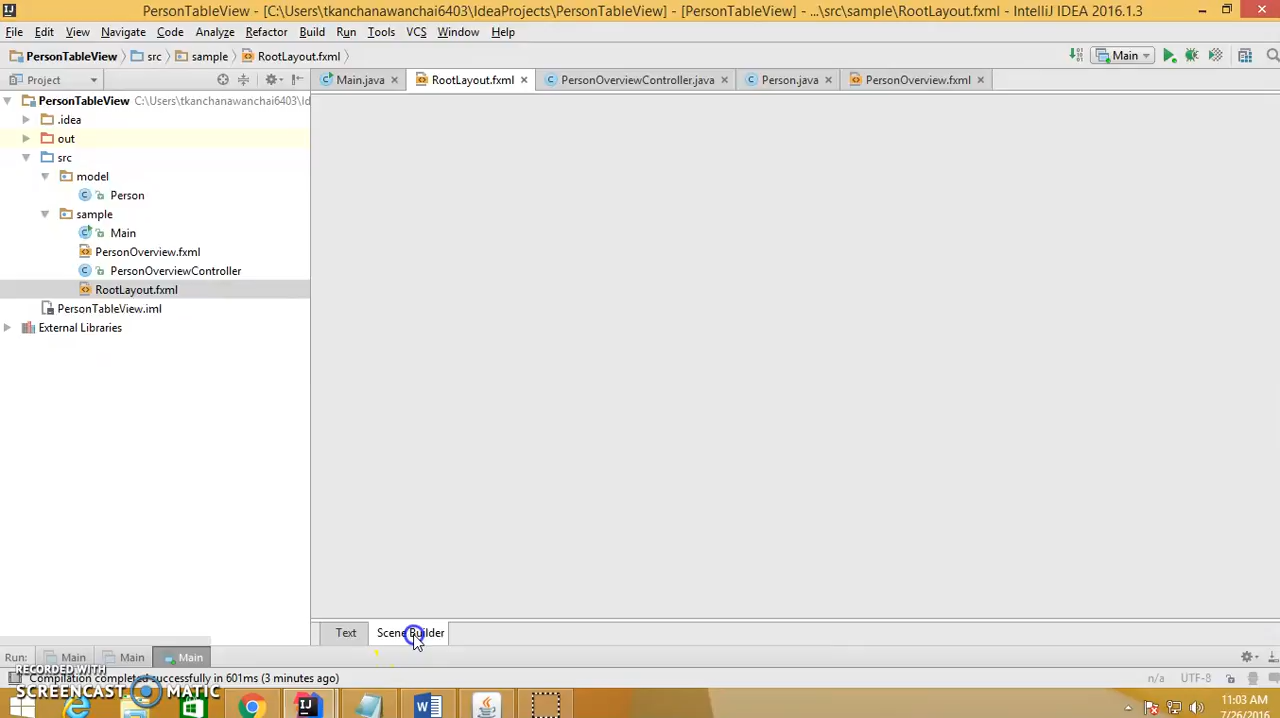 PersonTableView - [C:\Users\tkanchanawanchai6403\IdeaProjects\PersonTableView] - [PersonTableView] - ...\src\sample\RootLayout.fxml - IntelliJ IDEA 2016.1.3
File Edit View Navigate Code Analyze Refactor Build Run Tools VCS Window Help
PersonTableView src sample RootLayout.fxml Main
Project Main.java RootLayout.fxml PersonOverviewController.java Person.java PersonOverview.fxml
PersonTableView C:\Users\tkanchanawanchai6403\Id
.idea
out
src
model
Person
sample
Main
PersonOverview.fxml
PersonOverviewController
RootLayout.fxml
PersonTableView.iml
External Libraries
Text Scene Builder
Run: Main Main Main
RECORDED WITH
Compilation completed successfully in 601ms (3 minutes ago) n/a UTF-8
SCREENCAST MATIC
11:03 AM
7/26/2016